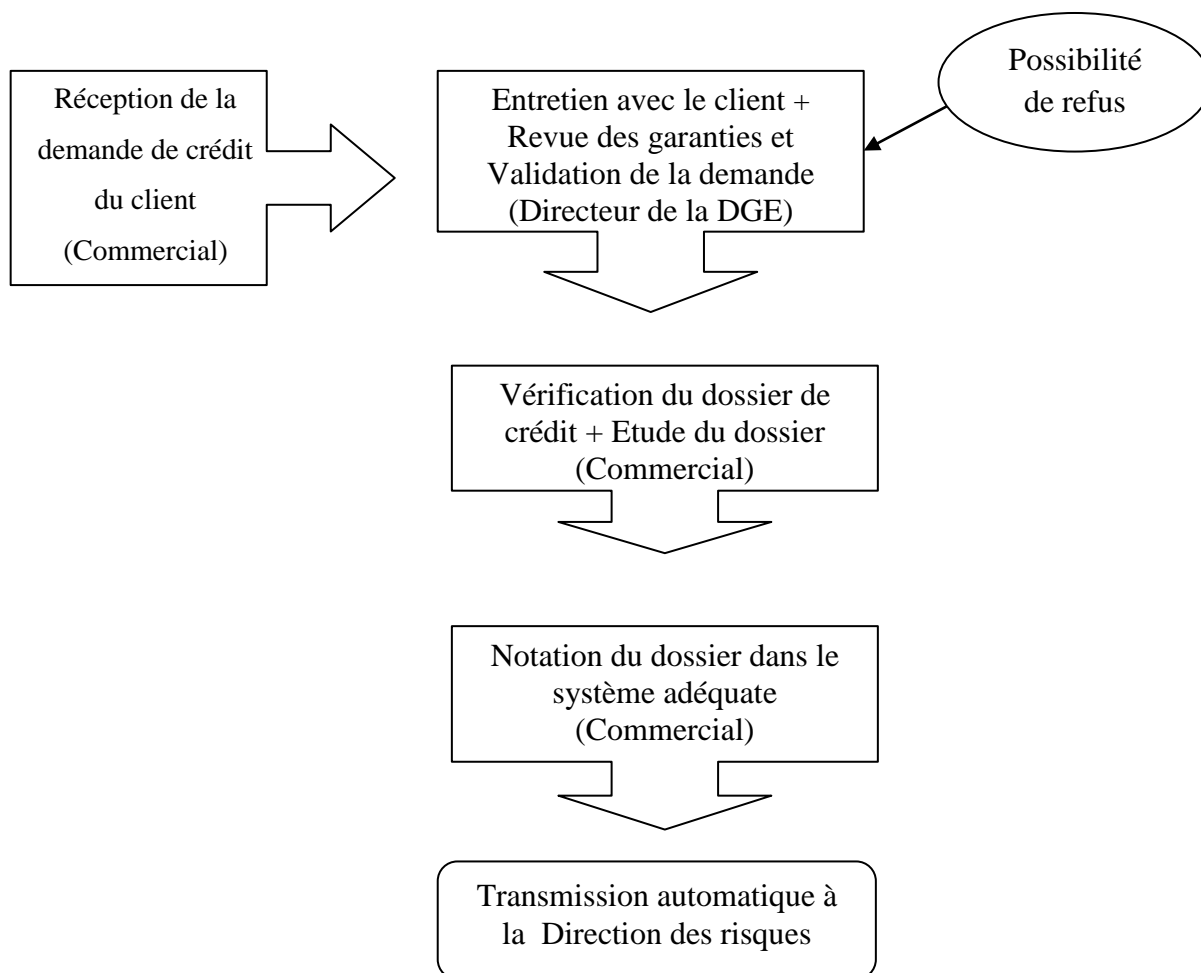 Réception de la
demande de crédit
du client
(Commercial)
Entretien avec le client +
Revue des garanties et
Validation de la demande
(Directeur de la DGE)
Possibilité
de refus
Vérification du dossier de
crédit + Etude du dossier
(Commercial)
Notation du dossier dans le
système adéquate
(Commercial)
Transmission automatique à
la Direction des risques